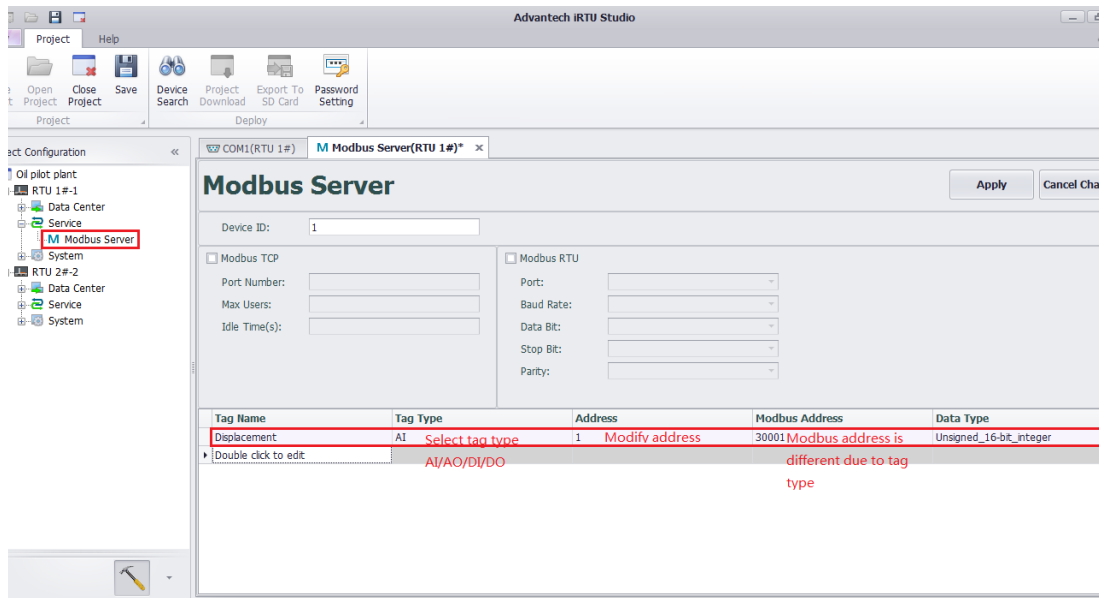 Advantech iRTU Studio
Project Help
Open Project
Close Project
Save
Device Search
Project Download
Export To SD Card
Password Setting
Project
Deploy
ect Configuration «
COM1(RTU 1#) M Modbus Server(RTU 1#)* ×
Oil pilot plant
RTU 1#-1
Data Center
Service
M Modbus Server
System
RTU 2#-2
Data Center
Service
System
Modbus Server
Apply Cancel Cha
Device ID: 1
Modbus TCP
Port Number:
Max Users:
Idle Time(s):
Modbus RTU
Port:
Baud Rate:
Data Bit:
Stop Bit:
Parity:
Tag Name Tag Type Address Modbus Address Data Type
Displacement AI 1 30001 Unsigned_16-bit_integer
Double click to edit
Select tag type
AI/AO/DI/DO
Modify address
Modbus address is
different due to tag
type